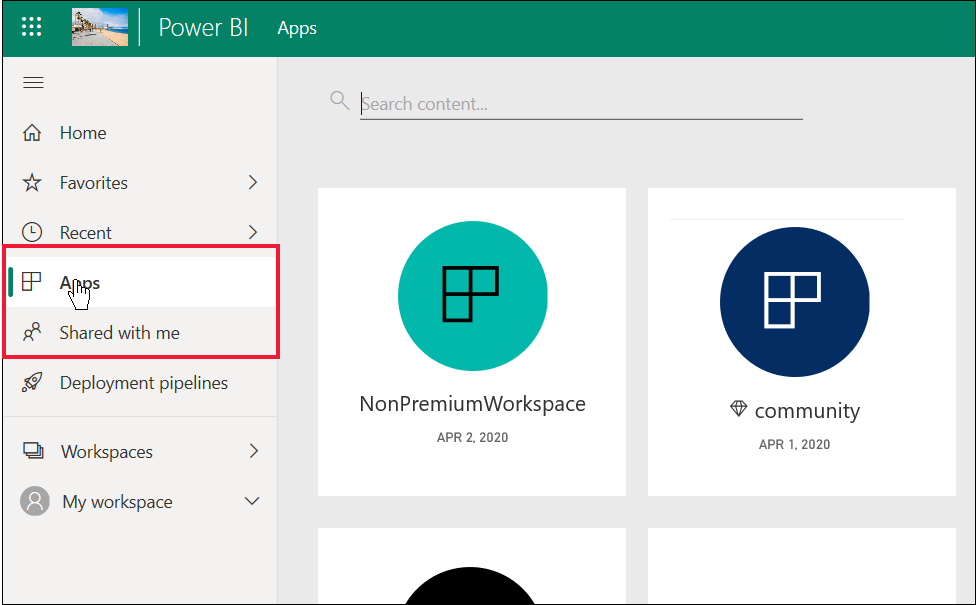 Power BI Apps
Search content...
Home
Favorites
Recent
Apps
Shared with me
Deployment pipelines
Workspaces
My workspace
NonPremiumWorkspace
APR 2, 2020
community
APR 1, 2020